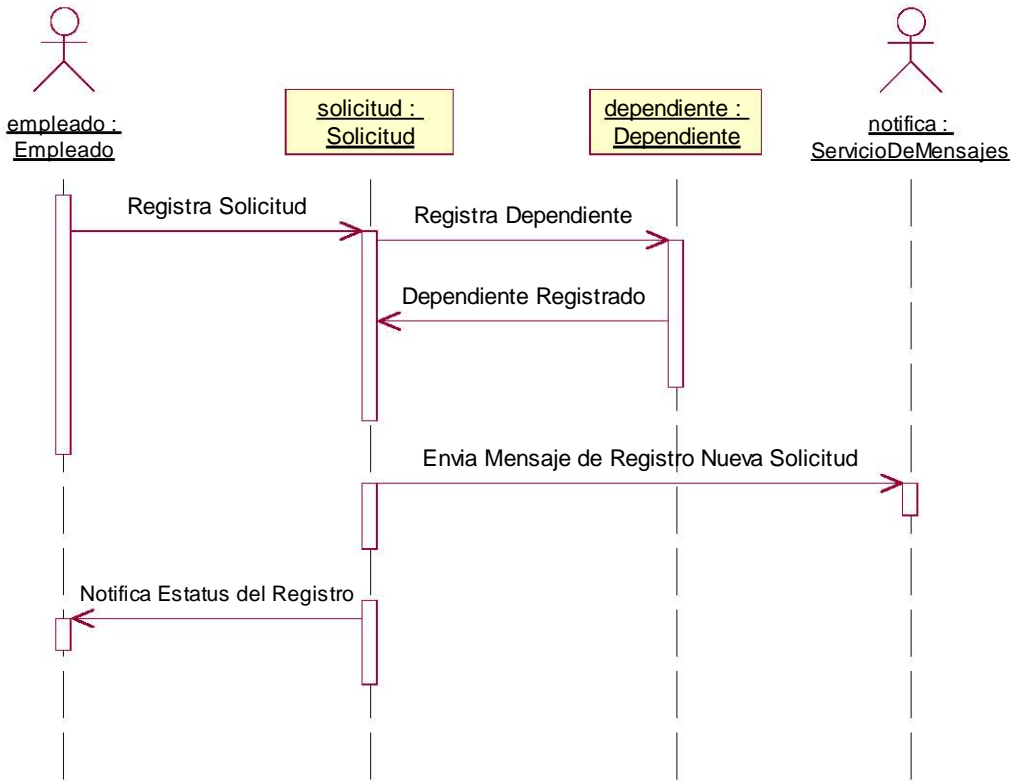 empleado :
Empleado
solicitud :
Solicitud
dependiente :
Dependiente
notifica :
ServicioDeMensajes
Registra Solicitud
Registra Dependiente
Dependiente Registrado
Envia Mensaje de Registro Nueva Solicitud
Notifica Estatus del Registro